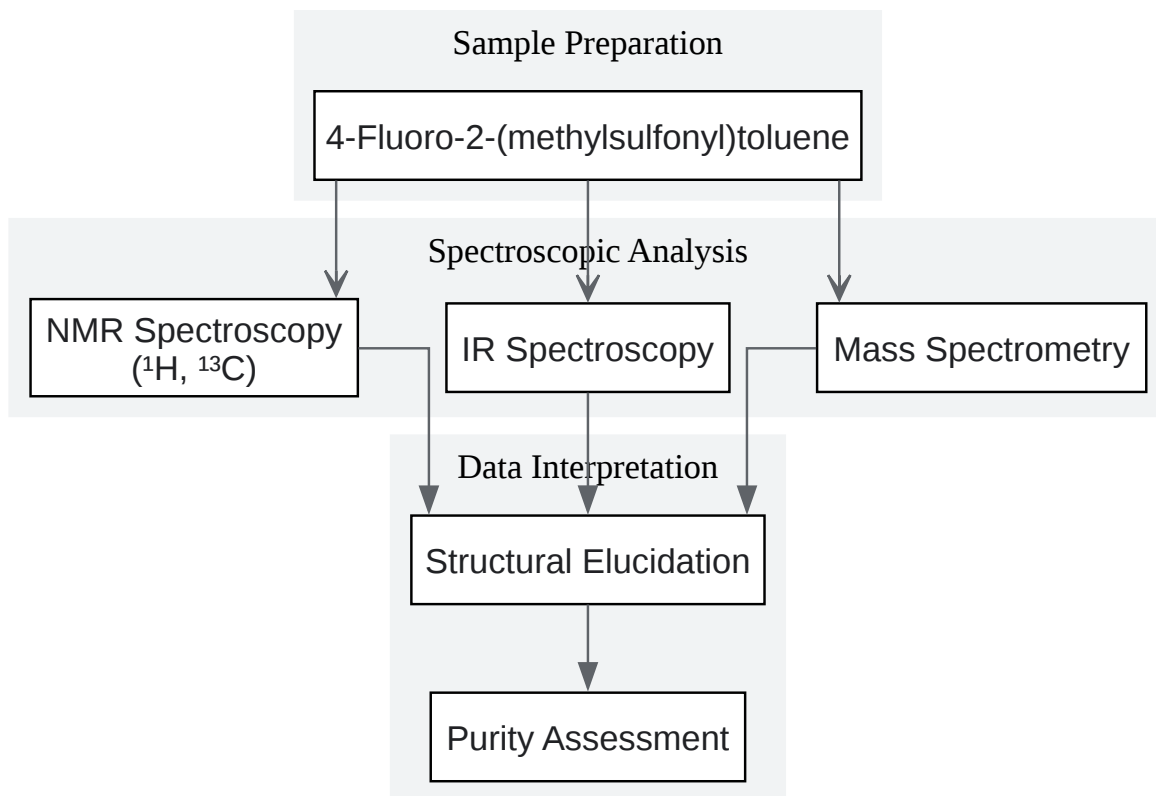 Sample Preparation
4-Fluoro-2-(methylsulfonyl)toluene
Spectroscopic Analysis
NMR Spectroscopy
(¹H, ¹³C)
IR Spectroscopy
Mass Spectrometry
Data Interpretation
Structural Elucidation
Purity Assessment